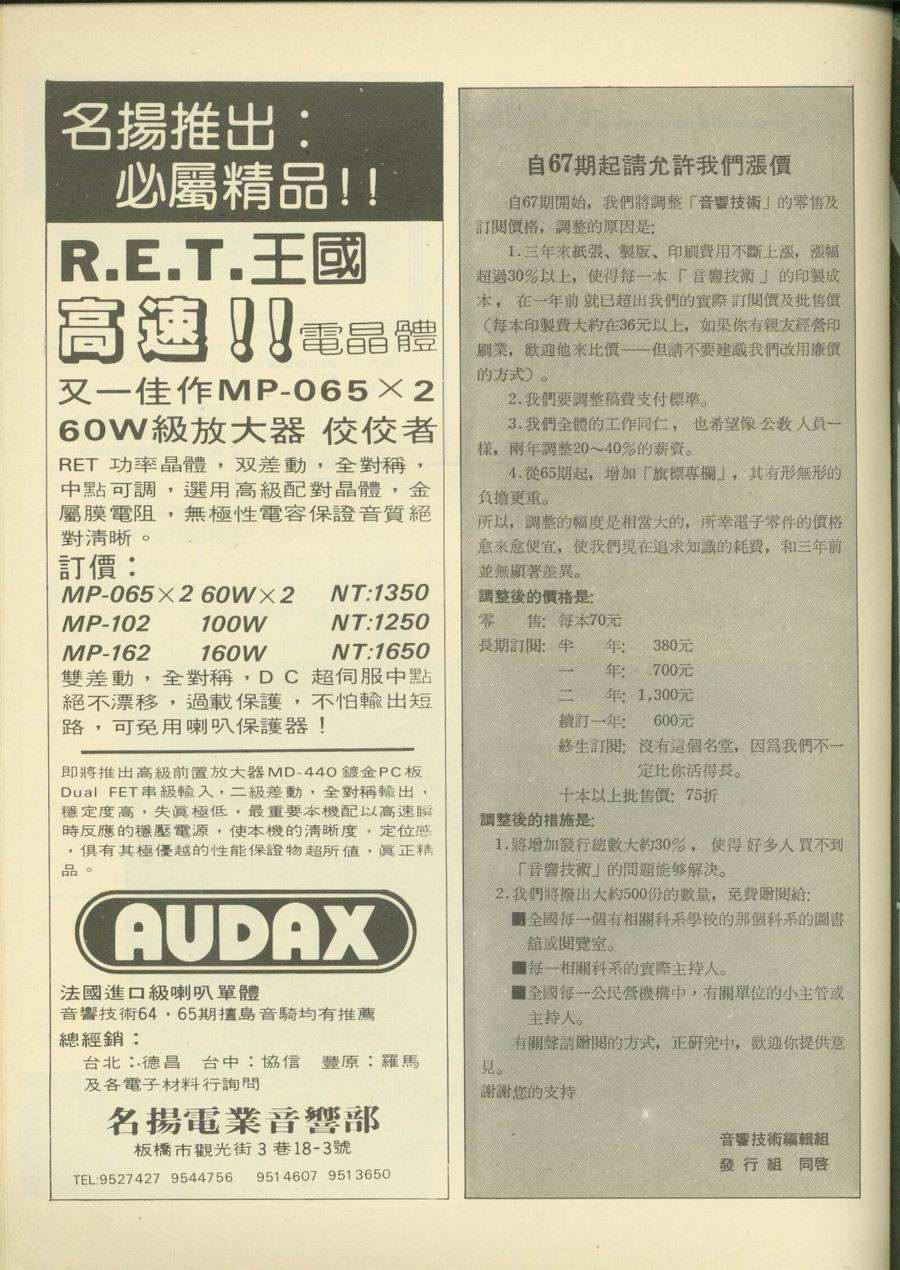 名揚推出：
必屬精品!!
R.E.T.王國
高速!!電晶體
又一佳作MP-065×2
60W級放大器 佼佼者
RET 功率晶體，双差動，全對稱，
中點可調，選用高級配對晶體，金
屬膜電阻，無極性電容保證音質絕
對清晰。
訂價：
MP-065×2 60W×2 NT:1350
MP-102 100W NT:1250
MP-162 160W NT:1650
雙差動，全對稱，DC 超伺服中點
絕不漂移，過載保護，不怕輸出短
路，可免用喇叭保護器！
即將推出高級前置放大器MD-440鍍金PC板
Dual FET串級輸入，二級差動，全對稱輸出，
穩定度高，失眞極低，最重要本機配以高速瞬
時反應的穩壓電源，使本機的清晰度，定位感
，俱有其極優越的性能保證物超所値，眞正精
品。
AUDAX
法國進口級喇叭單體
音響技術64，65期擂島音騎均有推薦
總經銷：
台北：德昌 台中：協信 豐原：羅馬
及各電子材料行詢問
名揚電業音響部
板橋市觀光街3巷18-3號
TEL:9527427 9544756 9514607 9513650
自67期起請允許我們漲價
自67期開始，我們將調整「音響技術」的零售及
訂閱價格，調整的原因是:
1.三年來紙張、製版、印刷費用不斷上漲，漲幅
超過30%以上，使得每一本「音響技術」的印製成
本，在一年前就已超出我們的實際訂閱價及批售價
（每本印製費大約在36元以上，如果你有親友經營印
刷業，歡迎他來比價——但請不要建議我們改用廉價
的方式）。
2.我們要調整稿費支付標準。
3.我們全體的工作同仁，也希望像公教人員一
樣，兩年調整20～40%的薪資。
4.從65期起，增加「旗標專欄」，其有形無形的
負擔更重。
所以，調整的幅度是相當大的，所幸電子零件的價格
愈來愈便宜，使我們現在追求知識的耗費，和三年前
並無顯著差異。
調整後的價格是:
零 售: 每本70元
長期訂閱: 半 年: 380元
一 年: 700元
二 年: 1,300元
續訂一年: 600元
終生訂閱: 沒有這個名堂，因爲我們不一
定比你活得長。
十本以上批售價: 75折
調整後的措施是:
1.將增加發行總數大約30%，使得好多人買不到
「音響技術」的問題能够解決。
2.我們將撥出大約500份的數量，免費贈閱給:
■全國每一個有相關科系學校的那個科系的圖書
舘或閱覽室。
■每一相關科系的實際主持人。
■全國每一公民營機構中，有關單位的小主管或
主持人。
有關聲請贈閱的方式，正研究中，歡迎你提供意
見。
謝謝您的支持
音響技術編輯組
發行組 同啓